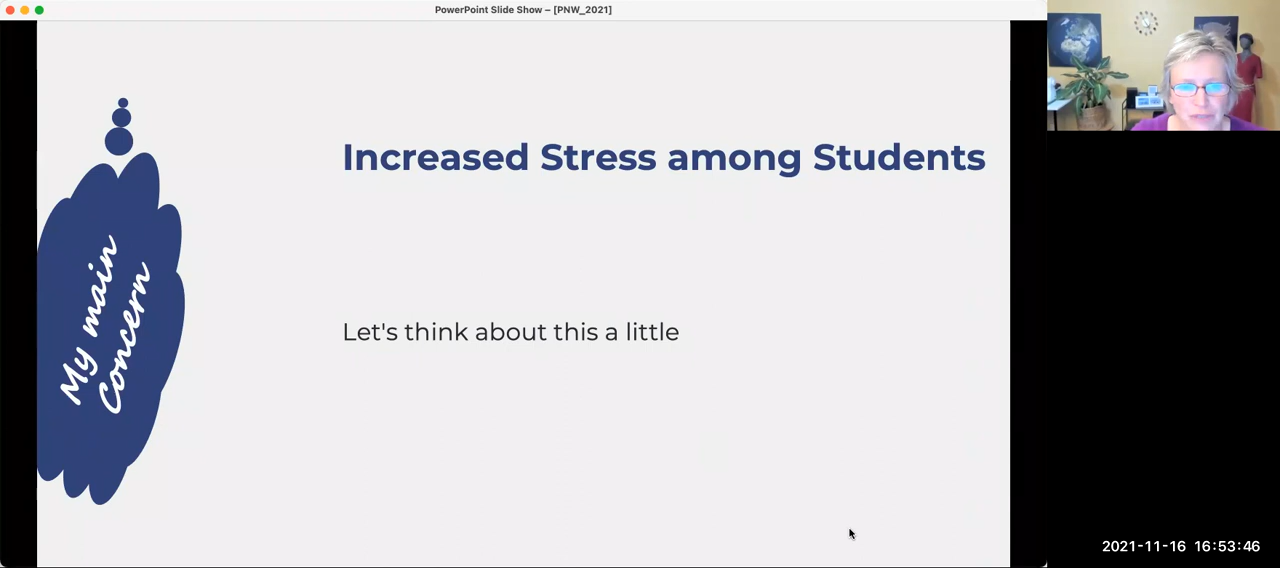 PowerPoint Slide Show – [PNW_2021]
Increased Stress among Students
My main
Concern
Let's think about this a little
2021-11-16 16:53:46